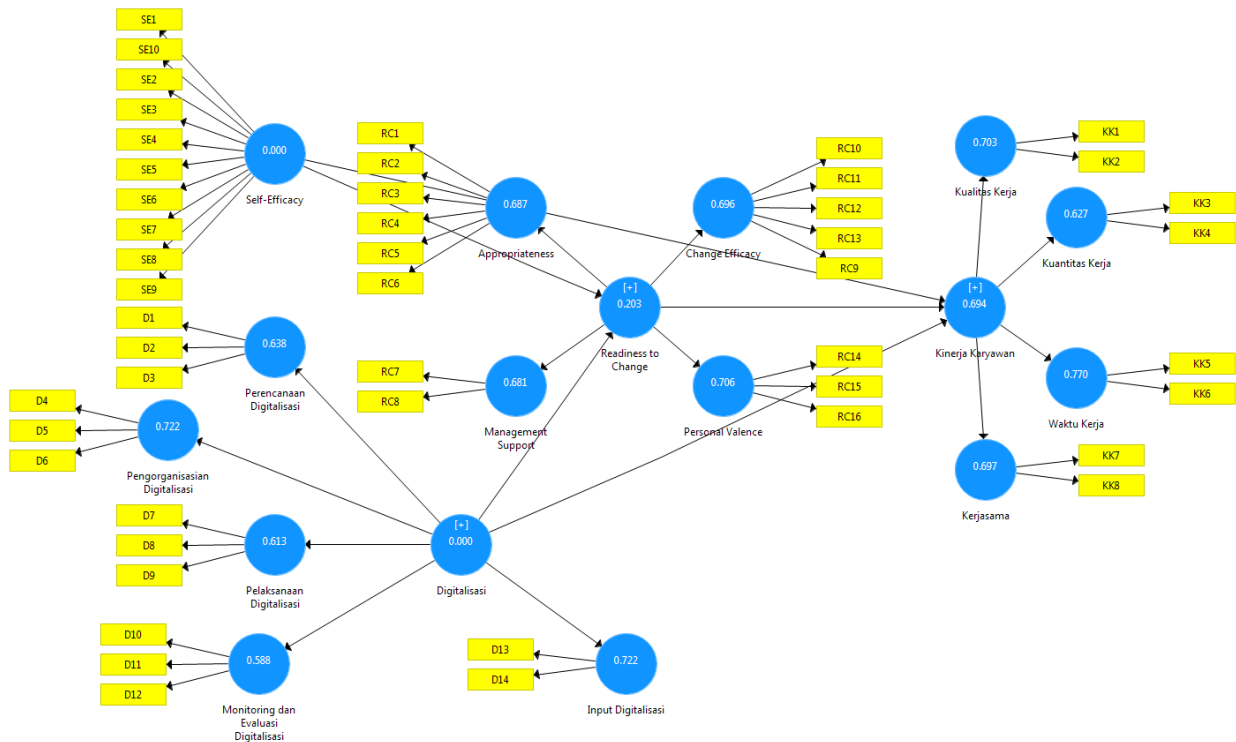 SE1
SE10
SE2
SE3
SE4
SE5
SE6
SE7
SE8
SE9
0.000
Self-Efficacy
RC1
RC2
RC3
RC4
RC5
RC6
0.687
Appropriateness
0.696
Change Efficacy
RC10
RC11
RC12
RC13
RC9
0.703
Kualitas Kerja
KK1
KK2
0.627
Kuantitas Kerja
KK3
KK4
[+]
0.203
Readiness to
Change
[+]
0.694
Kinerja Karyawan
D1
D2
D3
0.638
Perencanaan
Digitalisasi
RC7
RC8
0.681
Management
Support
0.706
Personal Valence
RC14
RC15
RC16
0.770
Waktu Kerja
KK5
KK6
D4
D5
D6
0.722
Pengorganisasian
Digitalisasi
0.697
Kerjasama
KK7
KK8
D7
D8
D9
0.613
Pelaksanaan
Digitalisasi
[+]
0.000
Digitalisasi
D10
D11
D12
0.588
Monitoring dan
Evaluasi
Digitalisasi
D13
D14
0.722
Input Digitalisasi